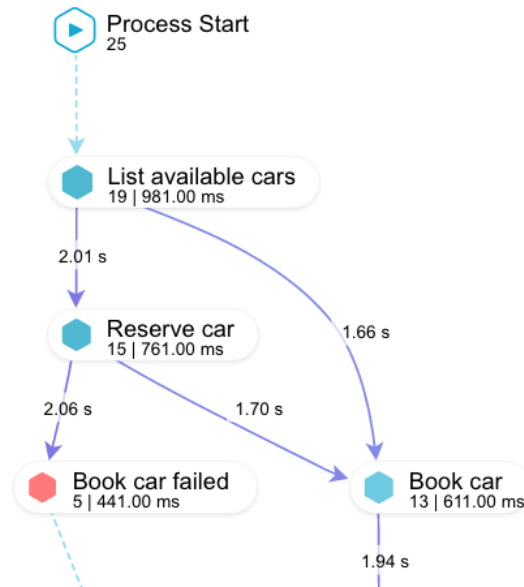 Process Start
25
List available cars
19 | 981.00 ms
2.01 s
1.66 s
Reserve car
15 | 761.00 ms
2.06 s
1.70 s
Book car failed
5 | 441.00 ms
Book car
13 | 611.00 ms
1.94 s